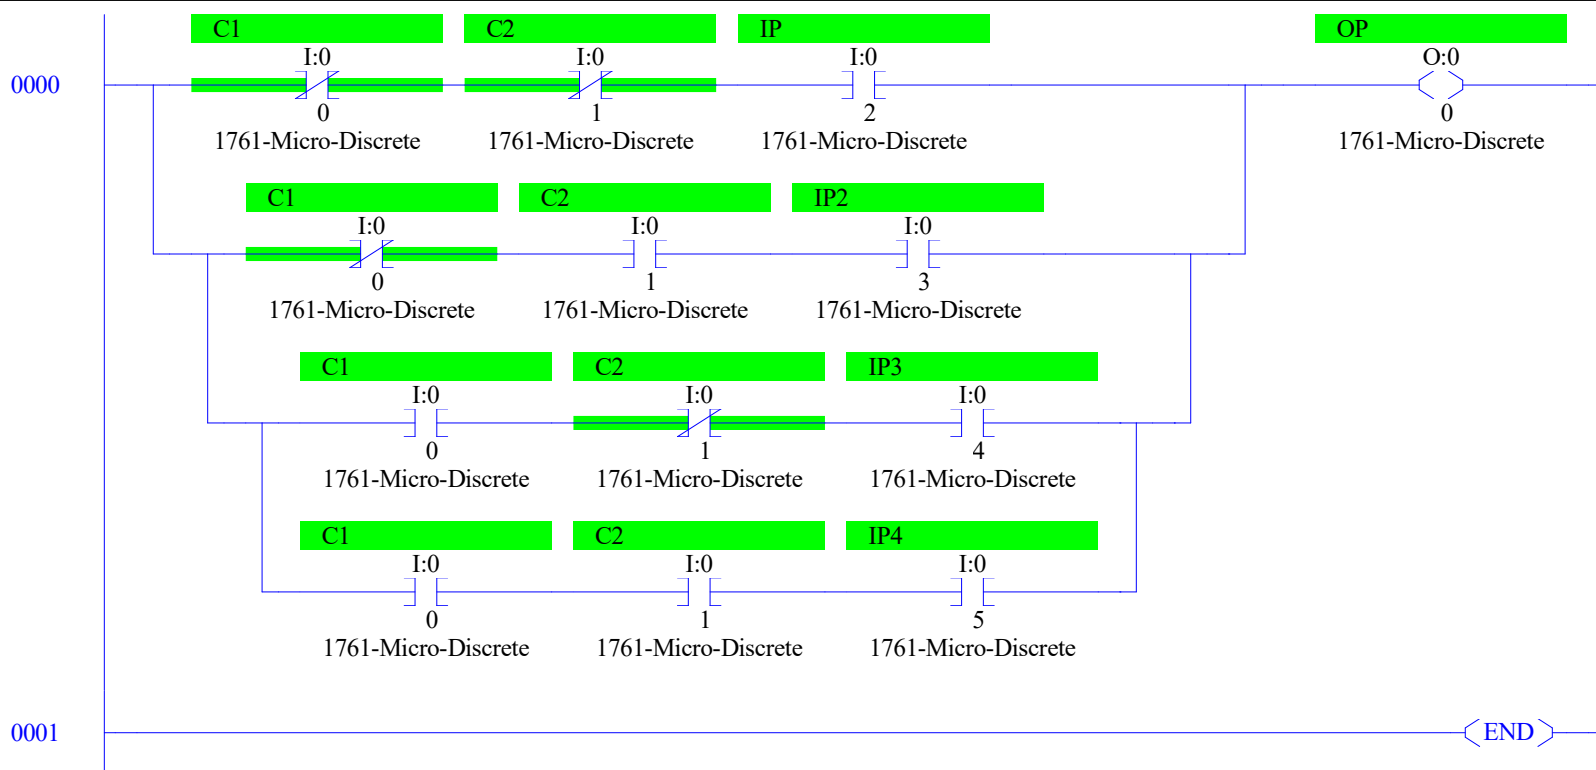 C1 C2 IP OP
I:0 I:0 I:0 O:0
0000
0 1 2 0
1761-Micro-Discrete 1761-Micro-Discrete 1761-Micro-Discrete 1761-Micro-Discrete
C1 C2 IP2
I:0 I:0 I:0
0 1 3
1761-Micro-Discrete 1761-Micro-Discrete 1761-Micro-Discrete
C1 C2 IP3
I:0 I:0 I:0
0 1 4
1761-Micro-Discrete 1761-Micro-Discrete 1761-Micro-Discrete
C1 C2 IP4
I:0 I:0 I:0
0 1 5
1761-Micro-Discrete 1761-Micro-Discrete 1761-Micro-Discrete
0001 END